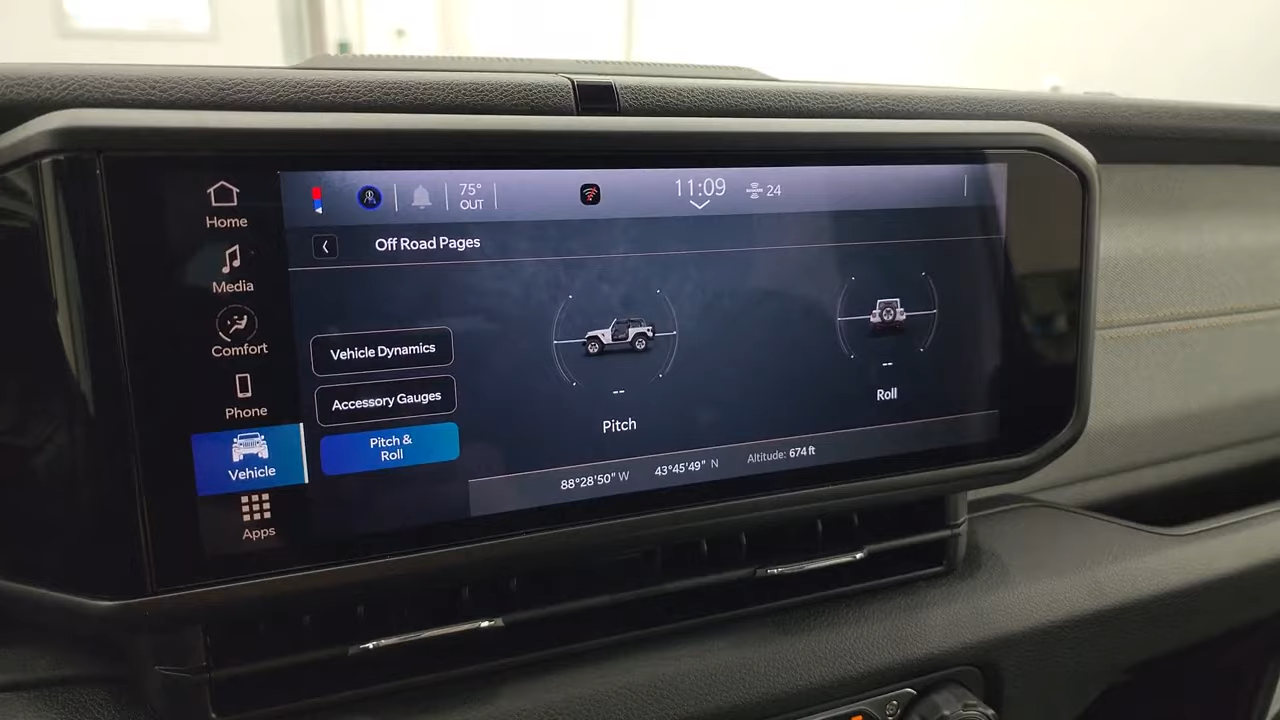 Home
Media
Comfort
Phone
Vehicle
Apps
75°
OUT
11:09
24
Off Road Pages
Vehicle Dynamics
Accessory Gauges
Pitch &
Roll
--
Pitch
--
Roll
88°28'50" W 43°45'49" N Altitude: 674 ft